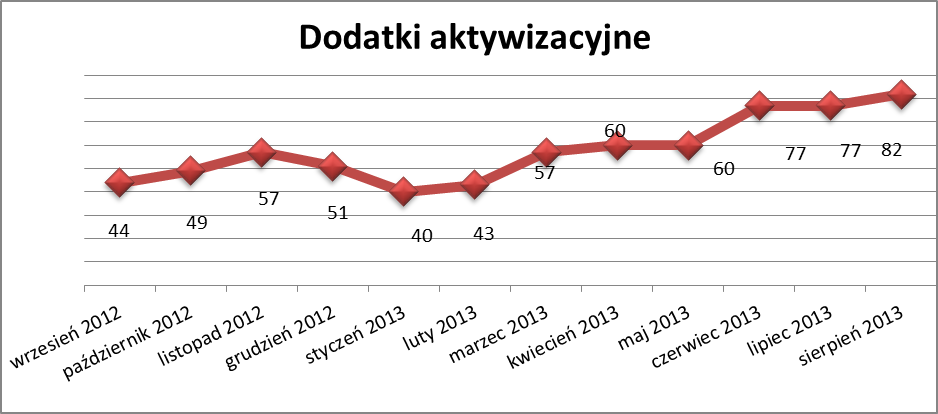 Dodatki aktywizacyjne
44
49
57
51
40
43
57
60
60
77
77
82
wrzesień 2012
październik 2012
listopad 2012
grudzień 2012
styczeń 2013
luty 2013
marzec 2013
kwiecień 2013
maj 2013
czerwiec 2013
lipiec 2013
sierpień 2013